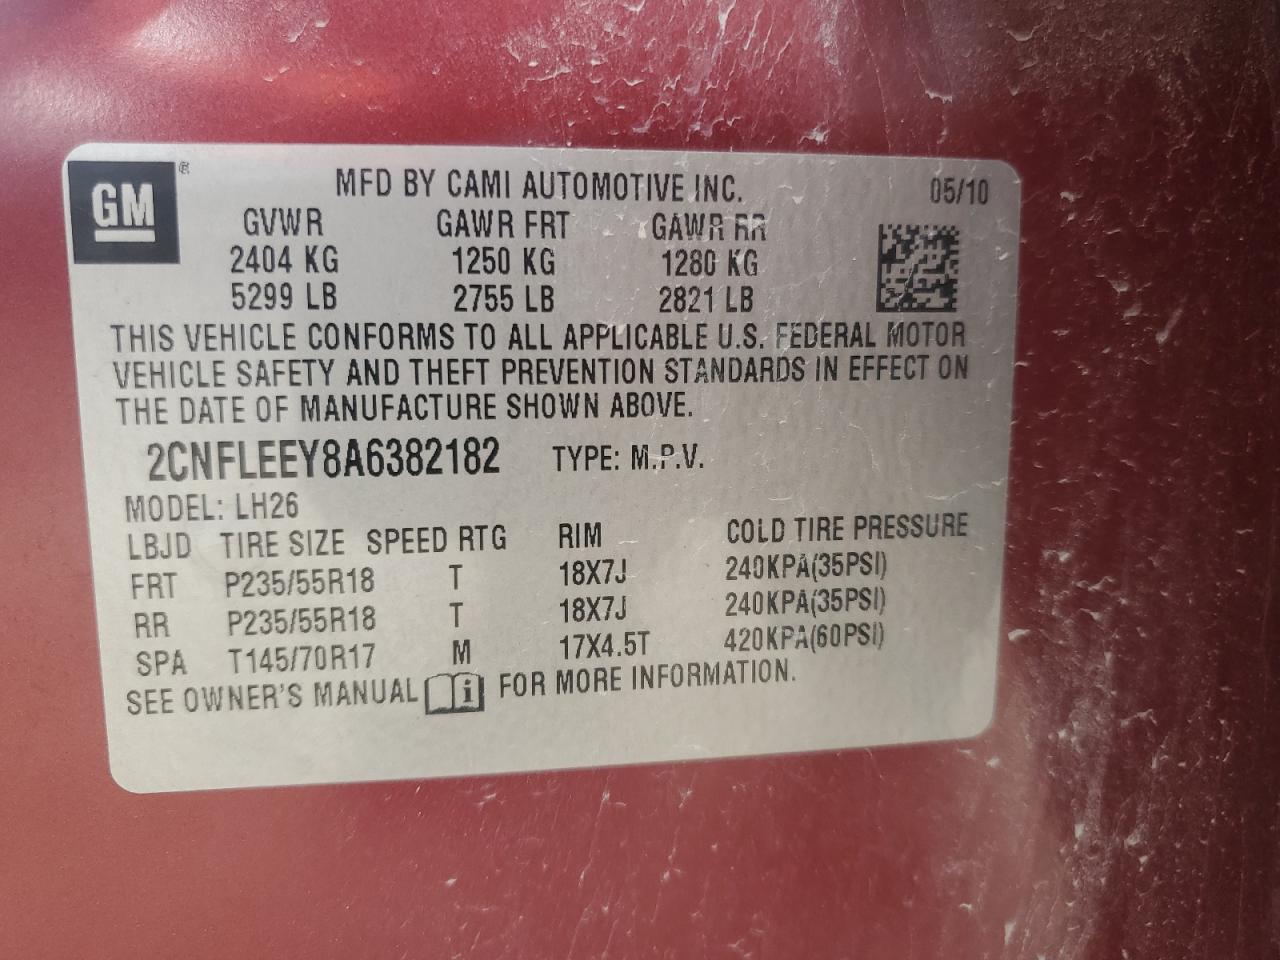 GM ®
MFD BY CAMI AUTOMOTIVE INC. 05/10
GVWR GAWR FRT GAWR RR
2404 KG 1250 KG 1280 KG
5299 LB 2755 LB 2821 LB
THIS VEHICLE CONFORMS TO ALL APPLICABLE U.S. FEDERAL MOTOR
VEHICLE SAFETY AND THEFT PREVENTION STANDARDS IN EFFECT ON
THE DATE OF MANUFACTURE SHOWN ABOVE.
2CNFLEEY8A6382182 TYPE: M.P.V.
MODEL: LH26
LBJD TIRE SIZE SPEED RTG RIM COLD TIRE PRESSURE
FRT P235/55R18 T 18X7J 240KPA(35PSI)
RR P235/55R18 T 18X7J 240KPA(35PSI)
SPA T145/70R17 M 17X4.5T 420KPA(60PSI)
SEE OWNER'S MANUAL i FOR MORE INFORMATION.